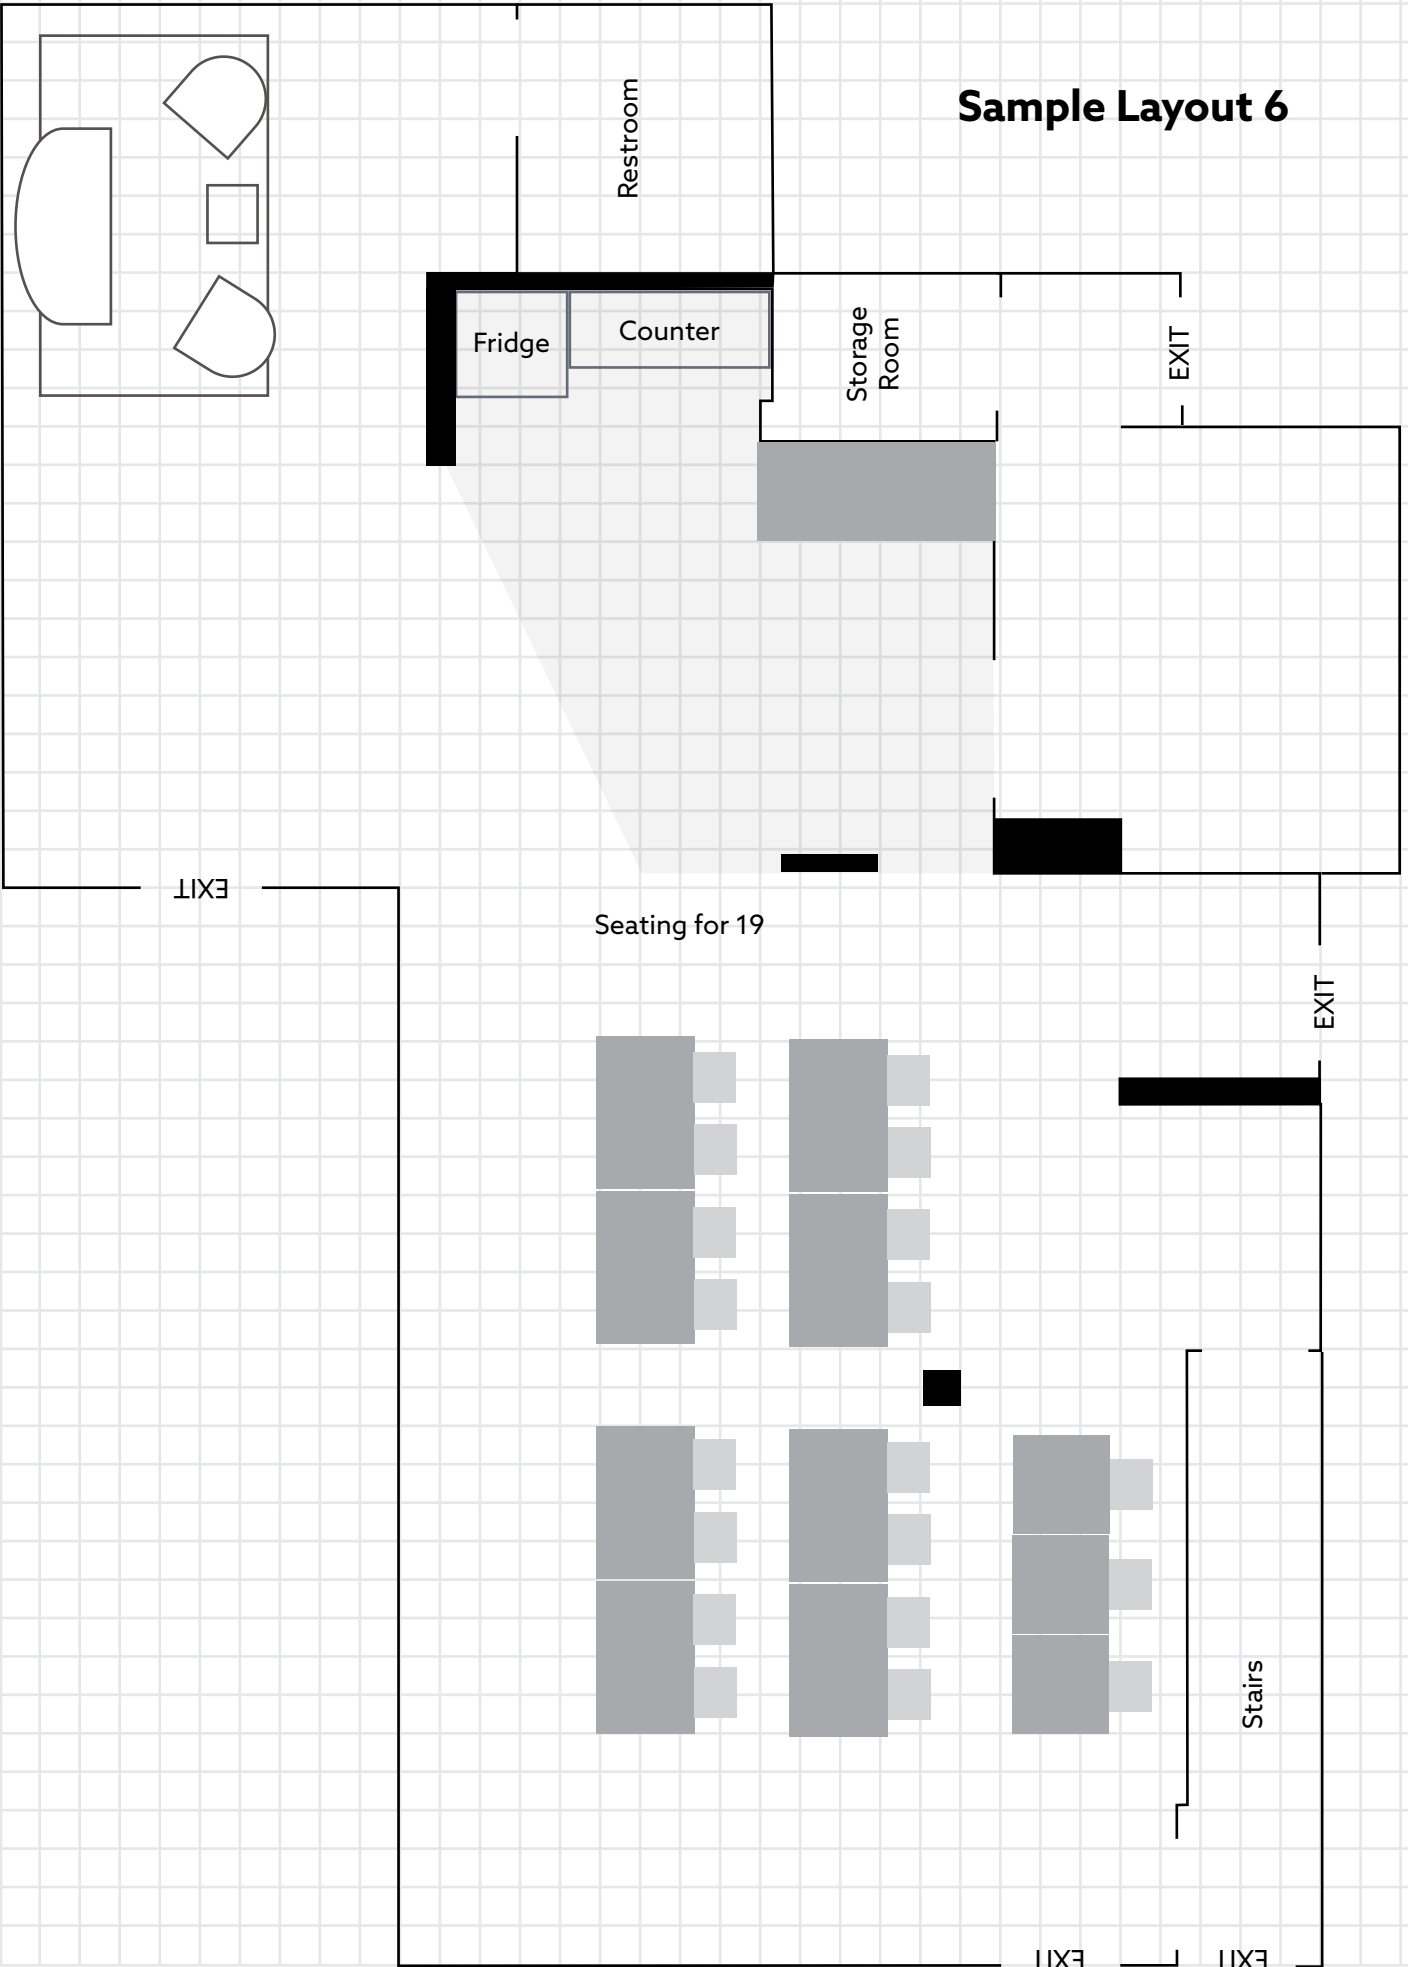 Sample Layout 6
Restroom
Fridge
Counter
Storage
Room
EXIT
EXIT
Seating for 19
EXIT
Stairs
EXIT
EXIT